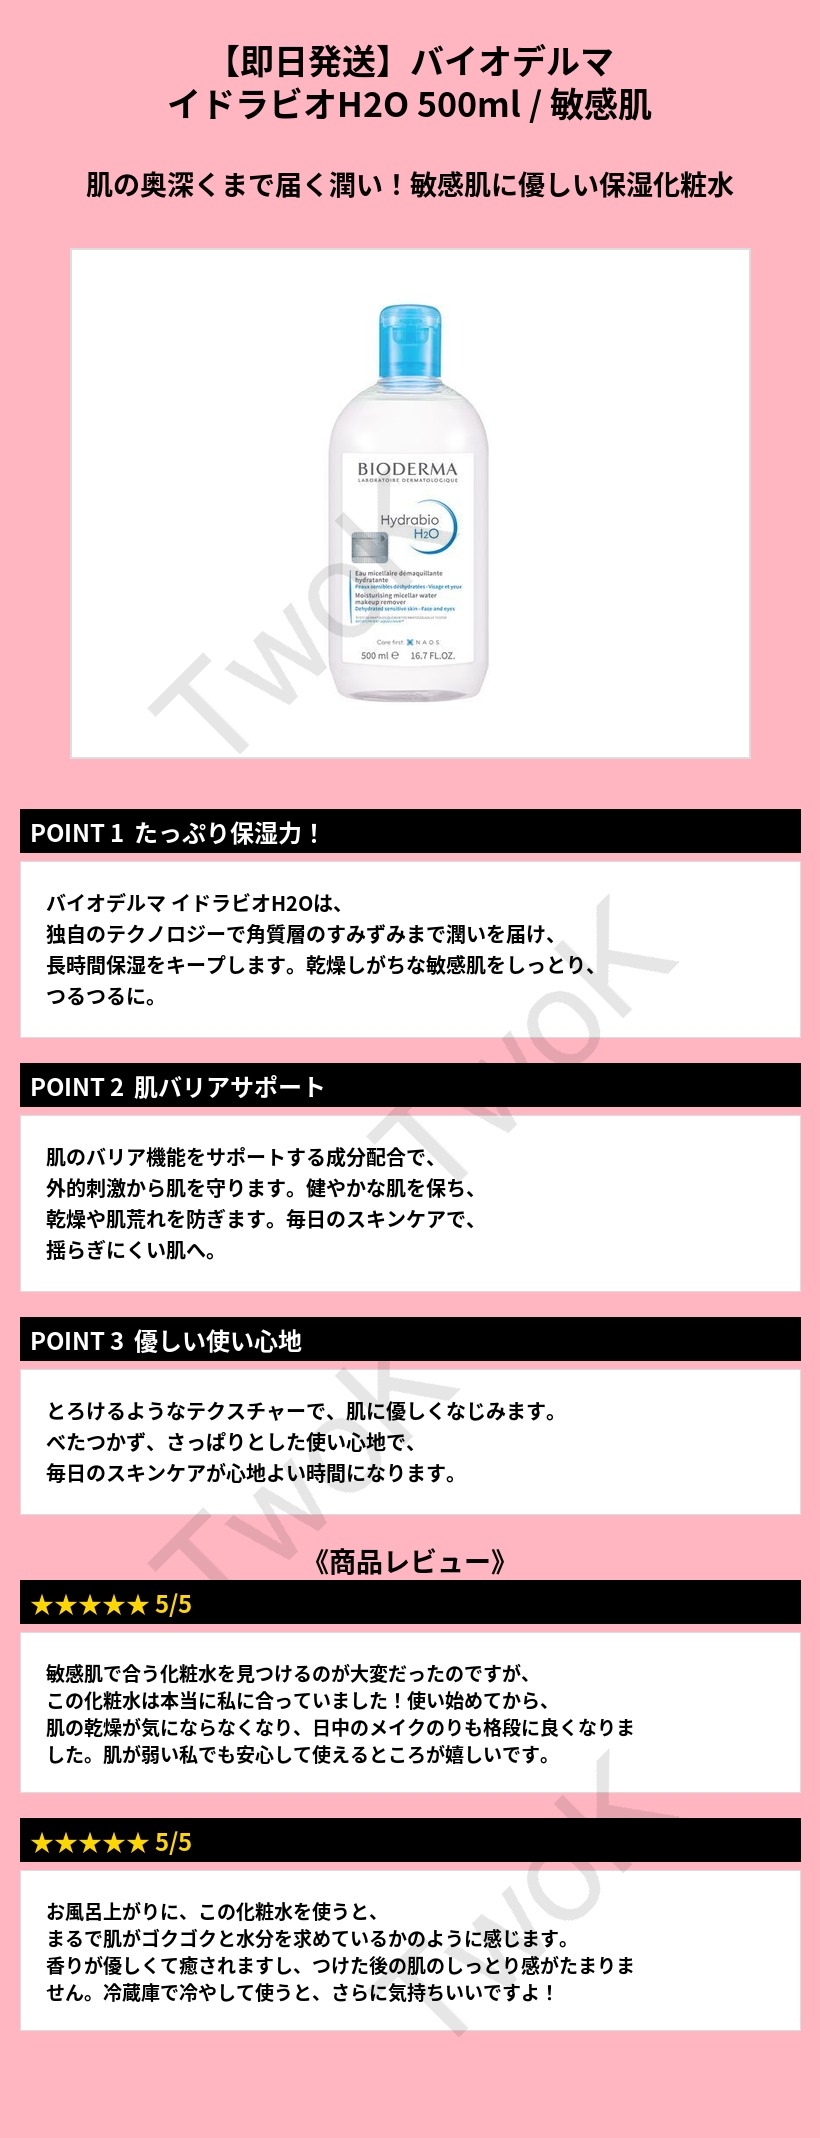 【即日発送】バイオデルマ
イドラビオH2O 500ml / 敏感肌
肌の奥深くまで届く潤い！敏感肌に優しい保湿化粧水
BIODERMA
LABORATOIRE DERMATOLOGIQUE
Hydrabio
H2O
Eau micellaire démaquillante
hydratante
Peaux sensibles déshydratées - Visage et yeux
Moisturising micellar water
makeup remover
Dehydrated sensitive skin - Face and eyes
Care first NAOS
500 ml e 16.7 FL.OZ.
TwoK
POINT 1 たっぷり保湿力！
バイオデルマ イドラビオH2Oは、
独自のテクノロジーで角質層のすみずみまで潤いを届け、
長時間保湿をキープします。乾燥しがちな敏感肌をしっとり、
つるつるに。
TwoK
POINT 2 肌バリアサポート
肌のバリア機能をサポートする成分配合で、
外的刺激から肌を守ります。健やかな肌を保ち、
乾燥や肌荒れを防ぎます。毎日のスキンケアで、
揺らぎにくい肌へ。
POINT 3 優しい使い心地
とろけるようなテクスチャーで、肌に優しくなじみます。
べたつかず、さっぱりとした使い心地で、
毎日のスキンケアが心地よい時間になります。
TwoK
《商品レビュー》
★★★★★ 5/5
敏感肌で合う化粧水を見つけるのが大変だったのですが、
この化粧水は本当に私に合っていました！使い始めてから、
肌の乾燥が気にならなくなり、日中のメイクのりも格段に良くなりま
した。肌が弱い私でも安心して使えるところが嬉しいです。
★★★★★ 5/5
お風呂上がりに、この化粧水を使うと、
まるで肌がゴクゴクと水分を求めているかのように感じます。
香りが優しくて癒されますし、つけた後の肌のしっとり感がたまりま
せん。冷蔵庫で冷やして使うと、さらに気持ちいいですよ！
TwoK